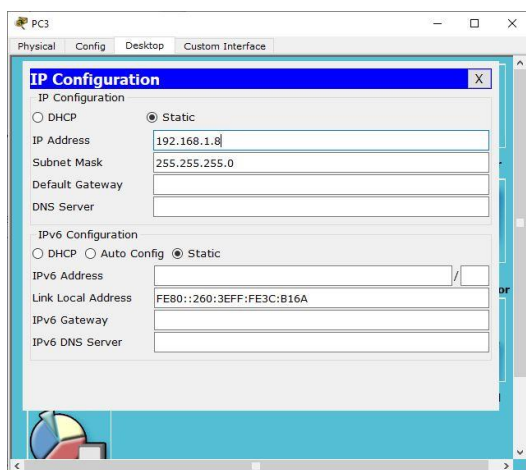 PC3
Physical Config Desktop Custom Interface
IP Configuration X
IP Configuration
DHCP Static
IP Address 192.168.1.8
Subnet Mask 255.255.255.0
Default Gateway
DNS Server
IPv6 Configuration
DHCP Auto Config Static
IPv6 Address /
Link Local Address FE80::260:3EFF:FE3C:B16A
IPv6 Gateway
IPv6 DNS Server
or